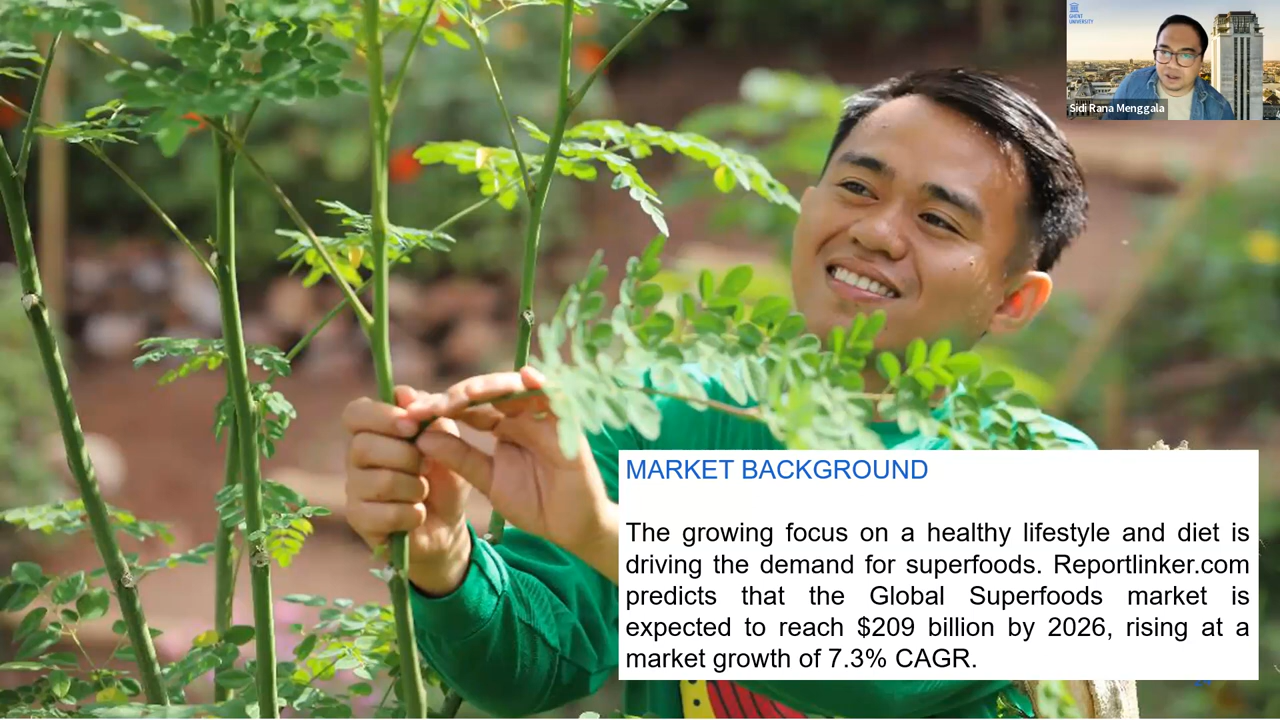 GHENT
UNIVERSITY
Sidi Rana Menggala
MARKET BACKGROUND
The growing focus on a healthy lifestyle and diet is
driving the demand for superfoods. Reportlinker.com
predicts that the Global Superfoods market is
expected to reach $209 billion by 2026, rising at a
market growth of 7.3% CAGR.